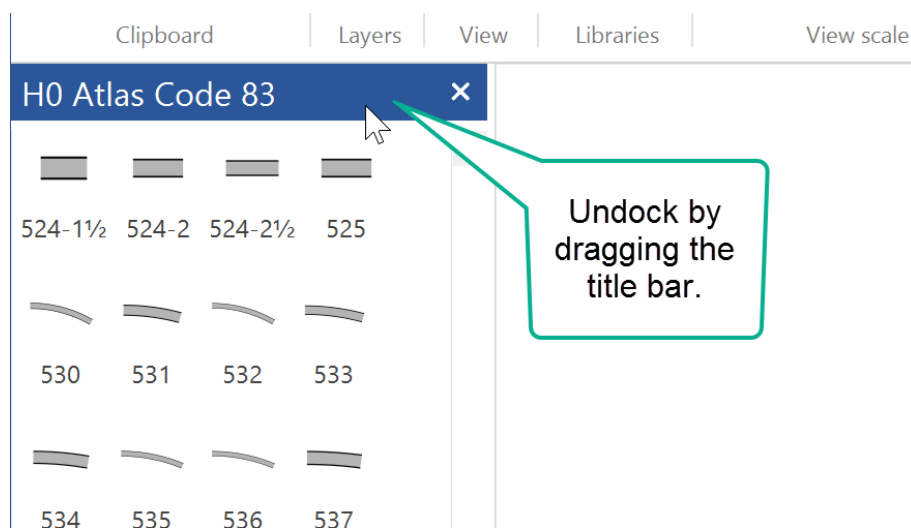 Clipboard Layers View Libraries View scale
H0 Atlas Code 83
524-1½ 524-2 524-2½ 525
530 531 532 533
534 535 536 537
Undock by
dragging the
title bar.